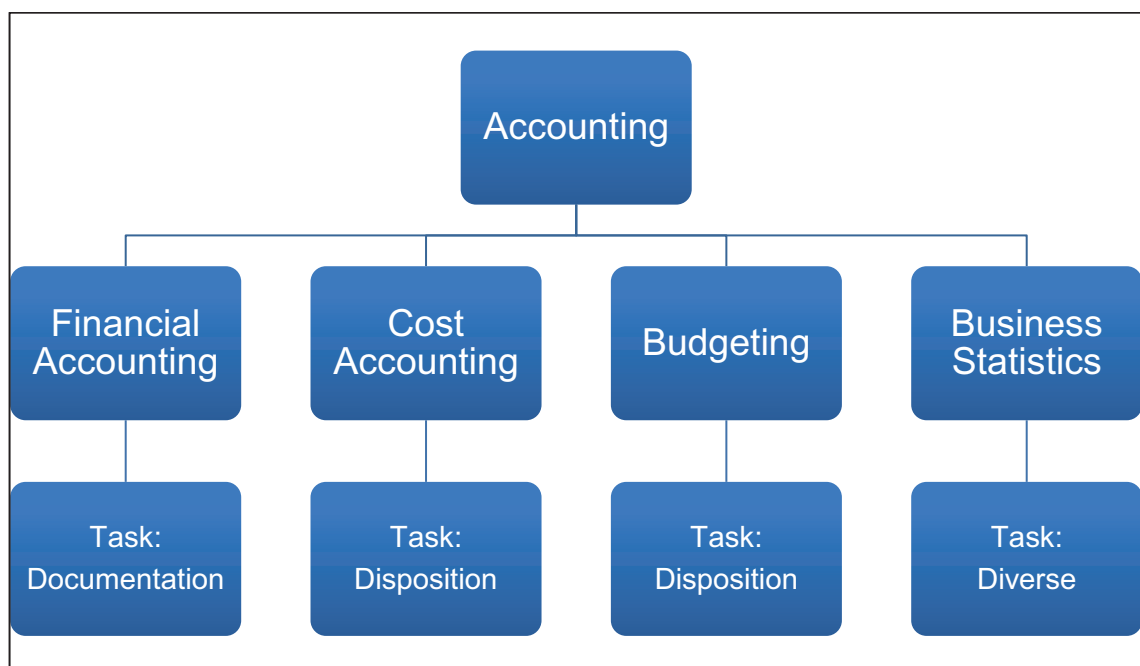 Accounting
Financial
Accounting
Cost
Accounting
Budgeting
Business
Statistics
Task:
Documentation
Task:
Disposition
Task:
Disposition
Task:
Diverse